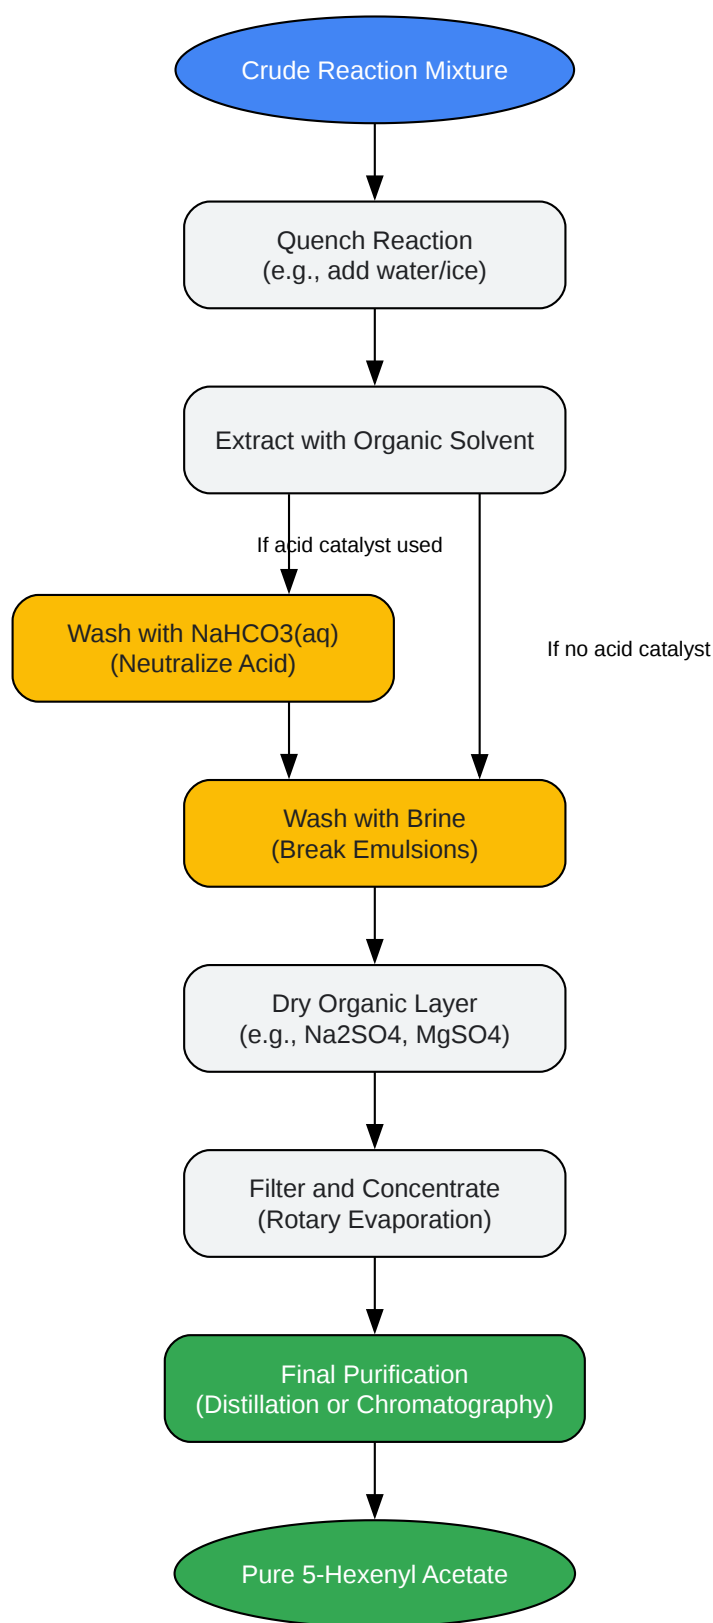 Crude Reaction Mixture
Quench Reaction
(e.g., add water/ice)
Extract with Organic Solvent
If acid catalyst used
Wash with NaHCO3(aq)
(Neutralize Acid)
If no acid catalyst
Wash with Brine
(Break Emulsions)
Dry Organic Layer
(e.g., Na2SO4, MgSO4)
Filter and Concentrate
(Rotary Evaporation)
Final Purification
(Distillation or Chromatography)
Pure 5-Hexenyl Acetate